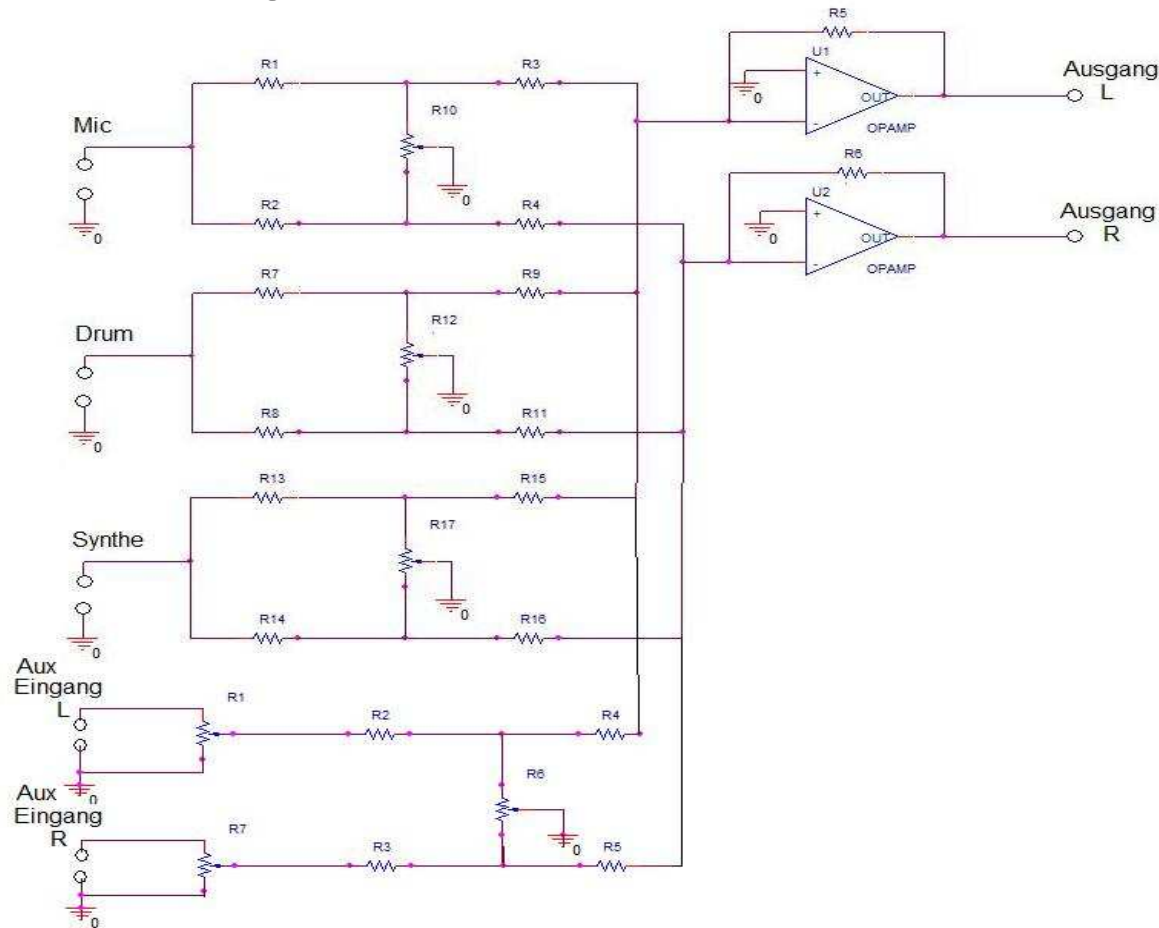 R5
U1
+
-
OUT
OPAMP
0
Ausgang
L
R1
R3
R10
Mic
0
0
R2
R4
R6
U2
+
-
OUT
OPAMP
0
Ausgang
R
R7
R9
R12
Drum
0
0
R8
R11
R13
R15
R17
Synthe
0
0
R14
R16
Aux
Eingang
L
R1
R2
R4
0
R6
0
Aux
Eingang
R
R7
R3
R5
0